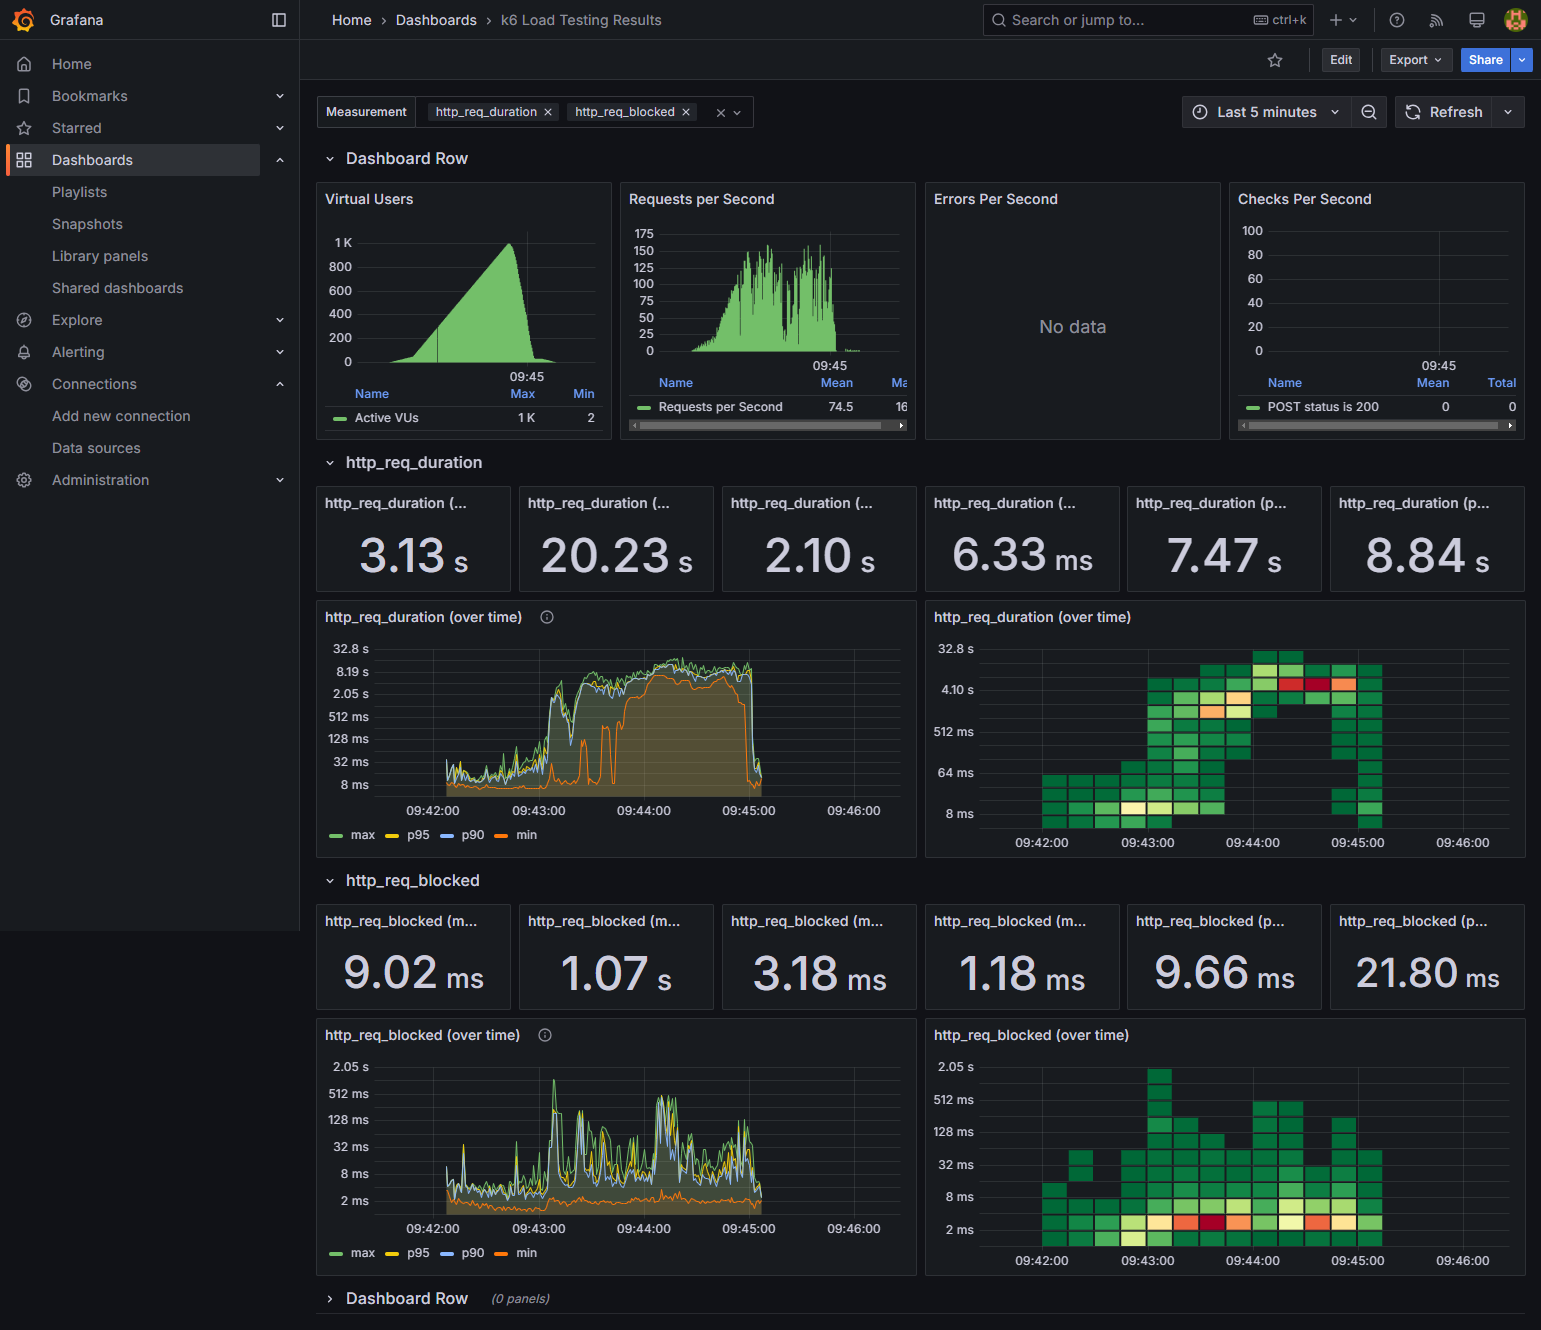 Grafana
Home
Dashboards
k6 Load Testing Results
Search or jump to...
ctrl+k
Edit
Export
Share
Home
Bookmarks
Starred
Dashboards
Playlists
Snapshots
Library panels
Shared dashboards
Explore
Alerting
Connections
Add new connection
Data sources
Administration
Measurement
http_req_duration
http_req_blocked
Last 5 minutes
Refresh
Dashboard Row
Virtual Users
1 K
800
600
400
200
0
09:45
Name Max Min
Active VUs 1 K 2
Requests per Second
175
150
125
100
75
50
25
0
09:45
Name Mean Ma
Requests per Second 74.5 16
Errors Per Second
No data
Checks Per Second
100
80
60
40
20
0
09:45
Name Mean Total
POST status is 200 0 0
http_req_duration
http_req_duration (...
3.13 s
http_req_duration (...
20.23 s
http_req_duration (...
2.10 s
http_req_duration (...
6.33 ms
http_req_duration (p...
7.47 s
http_req_duration (p...
8.84 s
http_req_duration (over time)
32.8 s
8.19 s
2.05 s
512 ms
128 ms
32 ms
8 ms
09:42:00 09:43:00 09:44:00 09:45:00 09:46:00
max p95 p90 min
http_req_duration (over time)
32.8 s
4.10 s
512 ms
64 ms
8 ms
09:42:00 09:43:00 09:44:00 09:45:00 09:46:00
http_req_blocked
http_req_blocked (m...
9.02 ms
http_req_blocked (m...
1.07 s
http_req_blocked (m...
3.18 ms
http_req_blocked (m...
1.18 ms
http_req_blocked (p...
9.66 ms
http_req_blocked (p...
21.80 ms
http_req_blocked (over time)
2.05 s
512 ms
128 ms
32 ms
8 ms
2 ms
09:42:00 09:43:00 09:44:00 09:45:00 09:46:00
max p95 p90 min
http_req_blocked (over time)
2.05 s
512 ms
128 ms
32 ms
8 ms
2 ms
09:42:00 09:43:00 09:44:00 09:45:00 09:46:00
Dashboard Row (0 panels)